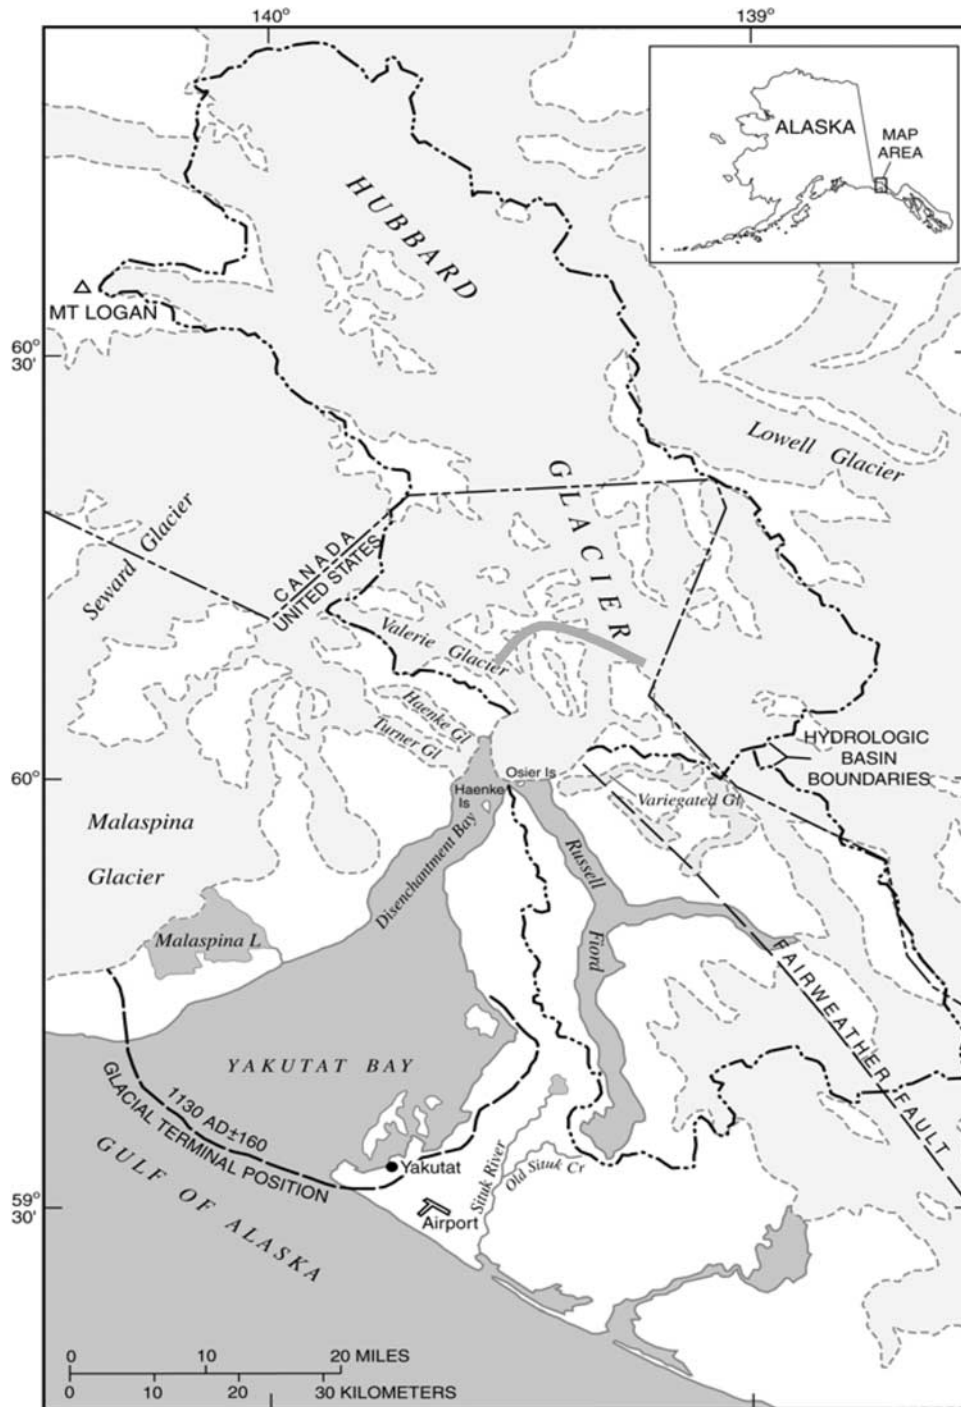 140°
139°
ALASKA
MAP
AREA
HUBBARD
MT LOGAN
60°
30'
Lowell Glacier
GLACIER
Seward Glacier
CANADA
UNITED STATES
Valerie Glacier
Haenke Gl
Turner Gl
HYDROLOGIC
BASIN
BOUNDARIES
60°
Osier Is
Haenke
Is
Variegated Gl
Malaspina
Glacier
Disenchantment Bay
Russell
Fiord
Malaspina L
FAIRWEATHER FAULT
YAKUTAT BAY
1130 AD±160
GLACIAL TERMINAL POSITION
GULF OF ALASKA
Yakutat
Situk River
Old Situk Cr
59°
30'
Airport
0 10 20 MILES
0 10 20 30 KILOMETERS